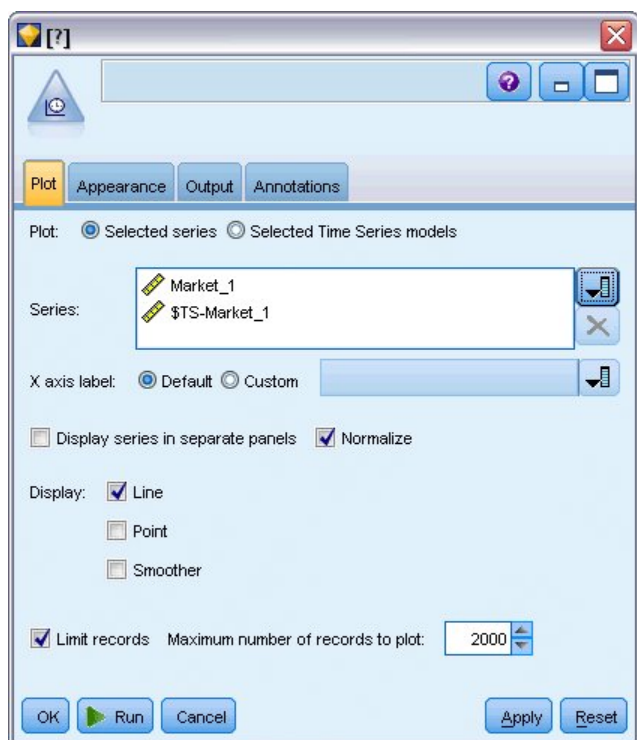 [?]
Plot Appearance Output Annotations
Plot: Selected series Selected Time Series models
Series:
Market_1
$TS-Market_1
X axis label: Default Custom
Display series in separate panels Normalize
Display: Line
Point
Smoother
Limit records Maximum number of records to plot: 2000
OK Run Cancel Apply Reset